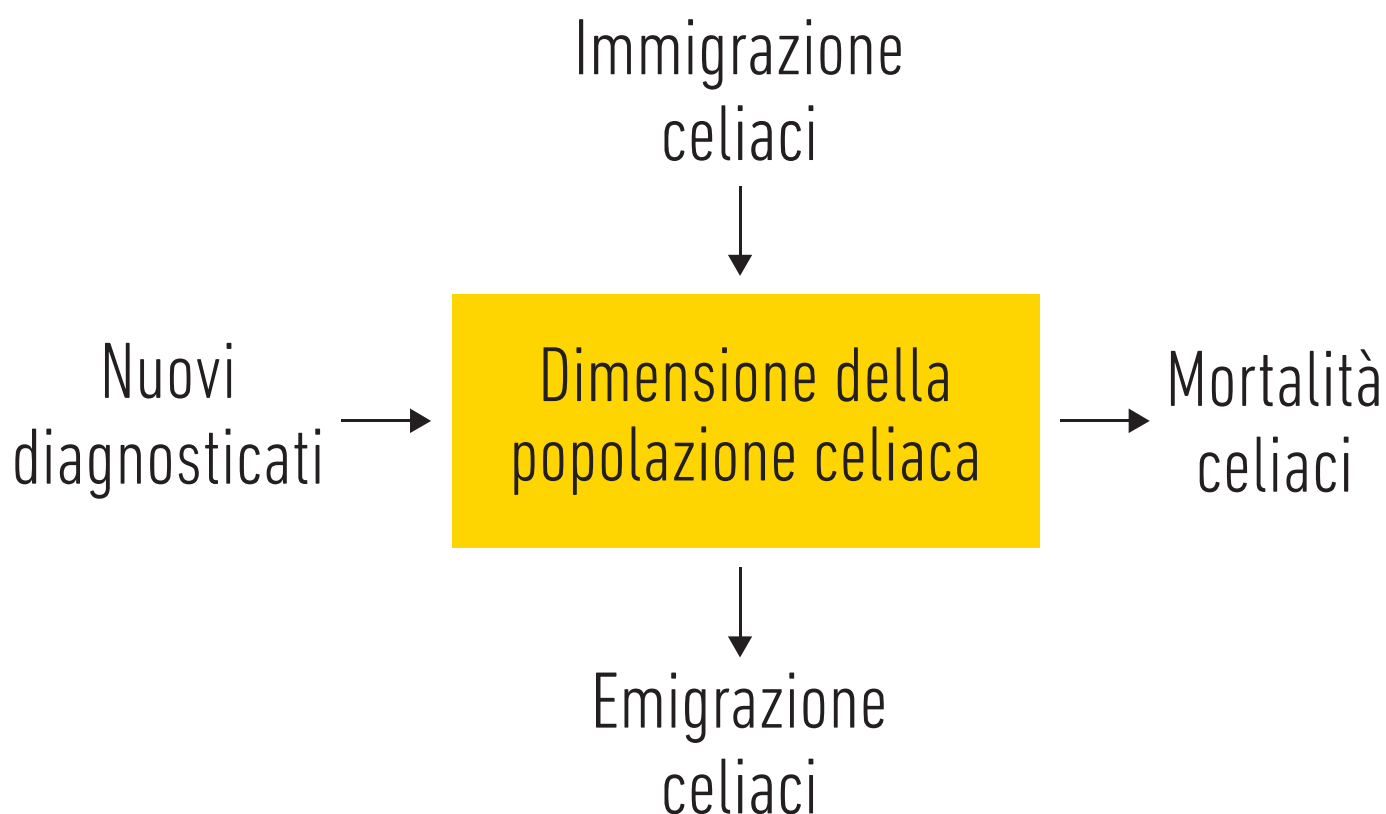 Immigrazione
celiaci
Nuovi
diagnosticati
Dimensione della
popolazione celiaca
Mortalità
celiaci
Emigrazione
celiaci